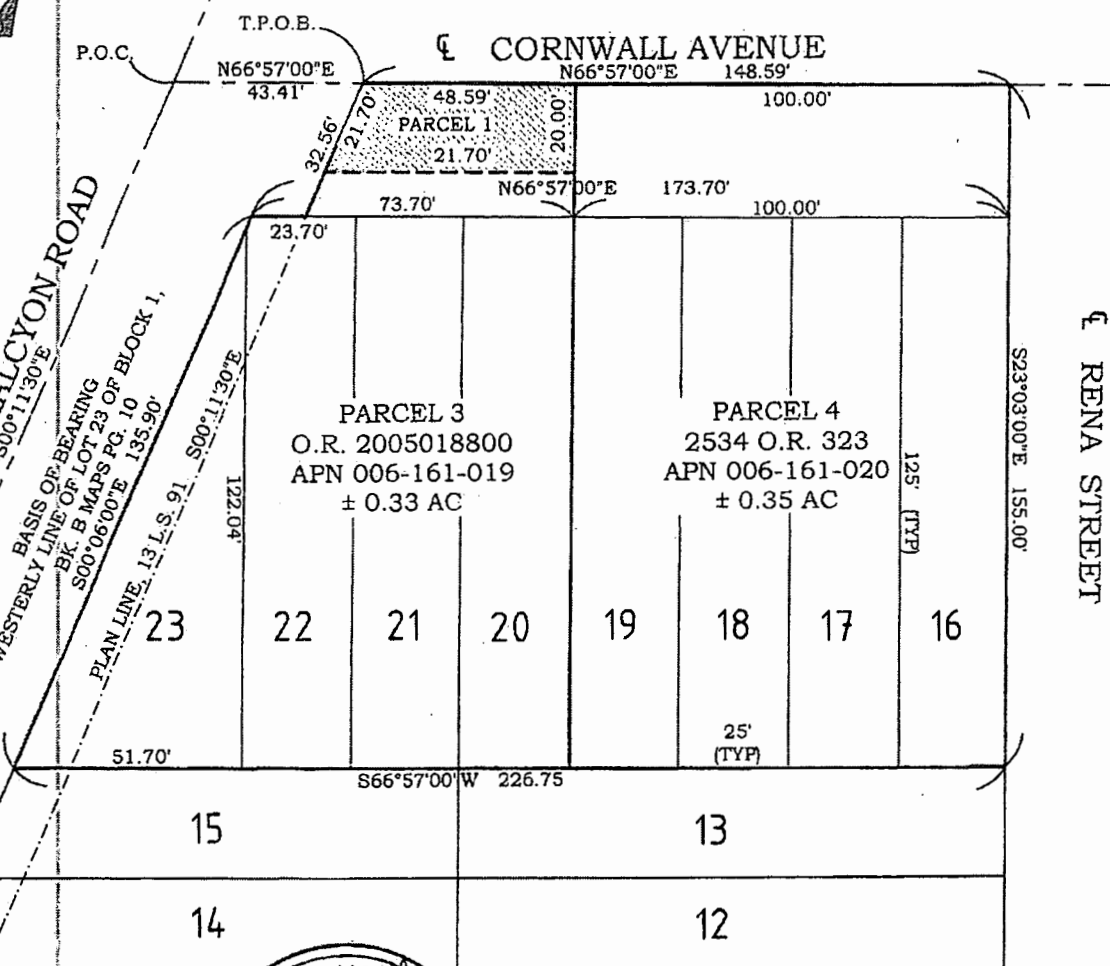 T.P.O.B.
P.O.C.
℄ CORNWALL AVENUE
N66°57'00"E
43.41'
N66°57'00"E 148.59'
48.59'
100.00'
PARCEL 1
21.70'
32.56'
21.70'
20.00'
N66°57'00"E 173.70'
73.70'
100.00'
23.70'
S00°11'30"E
BASIS OF BEARING
WESTERLY LINE OF LOT 23 OF BLOCK 1,
BK. B MAPS PG. 10
S00°06'00"E 135.90'
PLAN LINE, 13 L.S. 91 S00°11'30"E
122.04'
PARCEL 3
O.R. 2005018800
APN 006-161-019
± 0.33 AC
PARCEL 4
2534 O.R. 323
APN 006-161-020
± 0.35 AC
125' (TYP)
S23°03'00"E 155.00'
℄ RENA STREET
23
22
21
20
19
18
17
16
25'
(TYP)
51.70'
S66°57'00"W 226.75
15
13
14
12